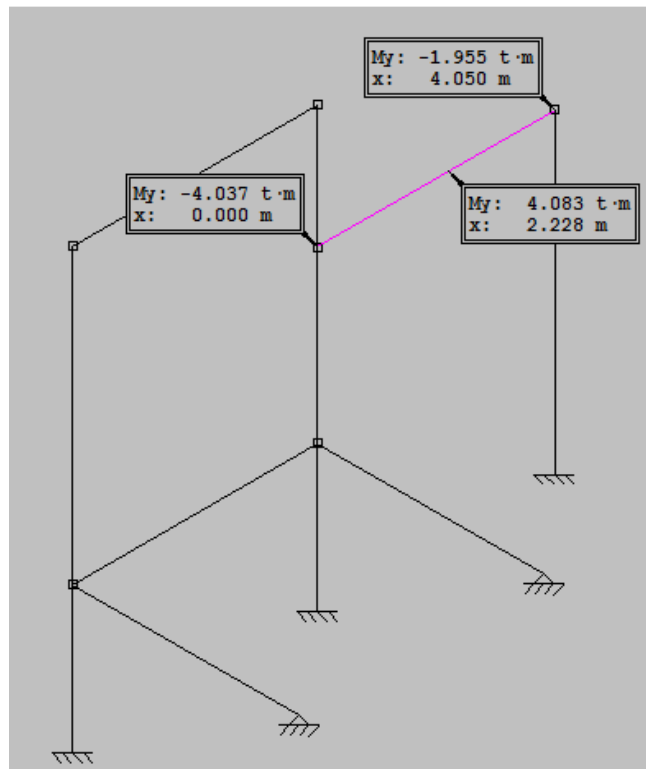 My: -1.955 t·m
x: 4.050 m
My: -4.037 t·m
x: 0.000 m
My: 4.083 t·m
x: 2.228 m